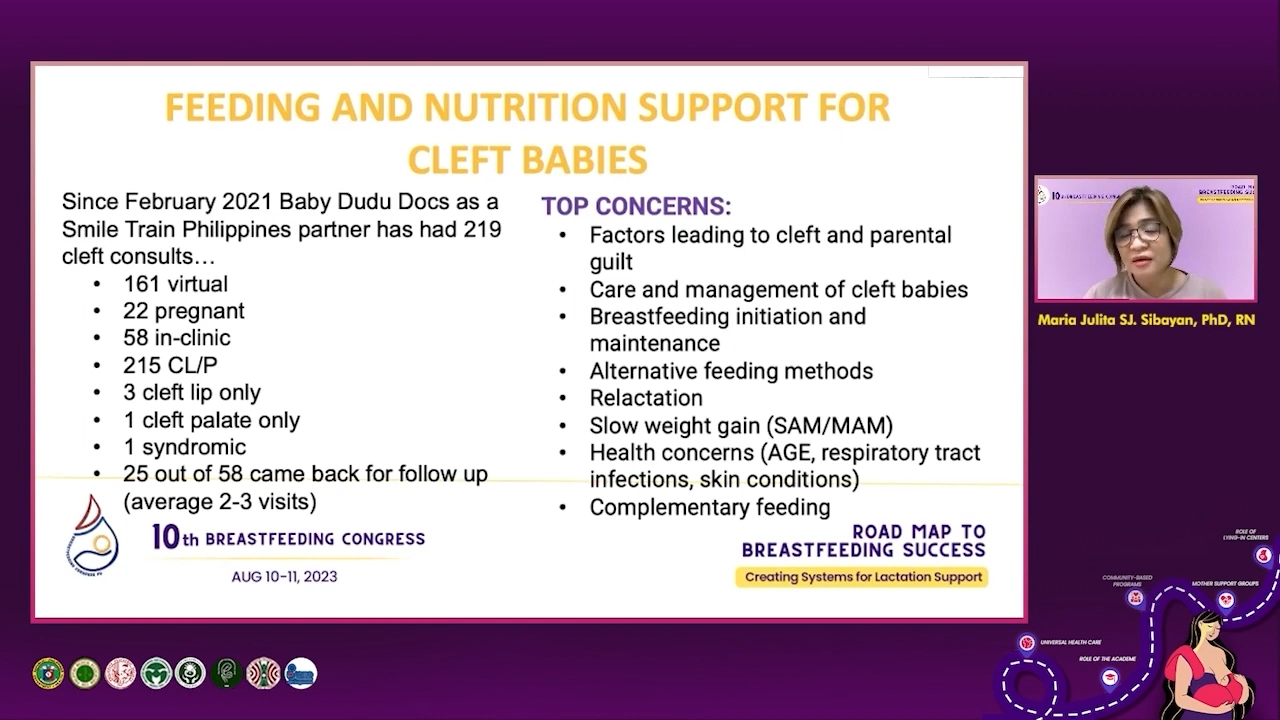 FEEDING AND NUTRITION SUPPORT FOR
CLEFT BABIES
Since February 2021 Baby Dudu Docs as a
Smile Train Philippines partner has had 219
cleft consults…
• 161 virtual
• 22 pregnant
• 58 in-clinic
• 215 CL/P
• 3 cleft lip only
• 1 cleft palate only
• 1 syndromic
• 25 out of 58 came back for follow up
(average 2-3 visits)
TOP CONCERNS:
• Factors leading to cleft and parental
guilt
• Care and management of cleft babies
• Breastfeeding initiation and
maintenance
• Alternative feeding methods
• Relactation
• Slow weight gain (SAM/MAM)
• Health concerns (AGE, respiratory tract
infections, skin conditions)
• Complementary feeding
10th BREASTFEEDING CONGRESS
AUG 10-11, 2023
ROAD MAP TO
BREASTFEEDING SUCCESS
Creating Systems for Lactation Support
Maria Julita SJ. Sibayan, PhD, RN
ROLE OF
LYING-IN CENTERS
COMMUNITY-BASED
PROGRAMS
MOTHER SUPPORT GROUPS
UNIVERSAL HEALTH CARE
ROLE OF THE ACADEME